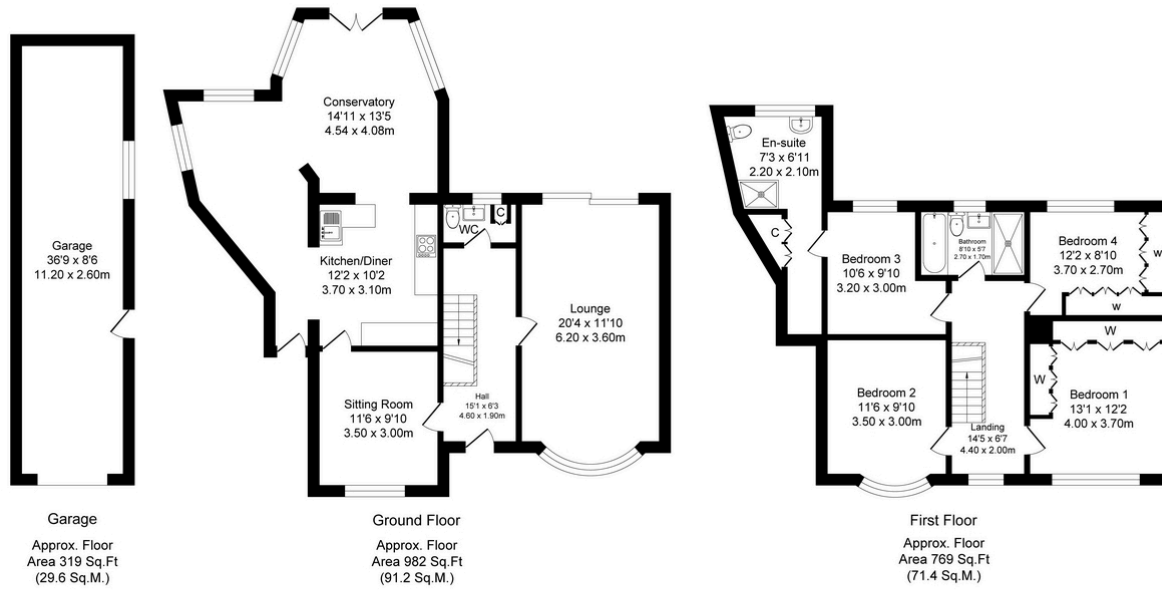 Garage
36'9 x 8'6
11.20 x 2.60m
Garage
Approx. Floor
Area 319 Sq.Ft
(29.6 Sq.M.)
Conservatory
14'11 x 13'5
4.54 x 4.08m
WC
C
Kitchen/Diner
12'2 x 10'2
3.70 x 3.10m
Lounge
20'4 x 11'10
6.20 x 3.60m
Sitting Room
11'6 x 9'10
3.50 x 3.00m
Hall
15'1 x 6'3
4.60 x 1.90m
Ground Floor
Approx. Floor
Area 982 Sq.Ft
(91.2 Sq.M.)
En-suite
7'3 x 6'11
2.20 x 2.10m
C
Bedroom 3
10'6 x 9'10
3.20 x 3.00m
Bathroom
8'10 x 5'7
2.70 x 1.70m
Bedroom 4
12'2 x 8'10
3.70 x 2.70m
w
w
W
W
Bedroom 2
11'6 x 9'10
3.50 x 3.00m
Landing
14'5 x 6'7
4.40 x 2.00m
Bedroom 1
13'1 x 12'2
4.00 x 3.70m
First Floor
Approx. Floor
Area 769 Sq.Ft
(71.4 Sq.M.)